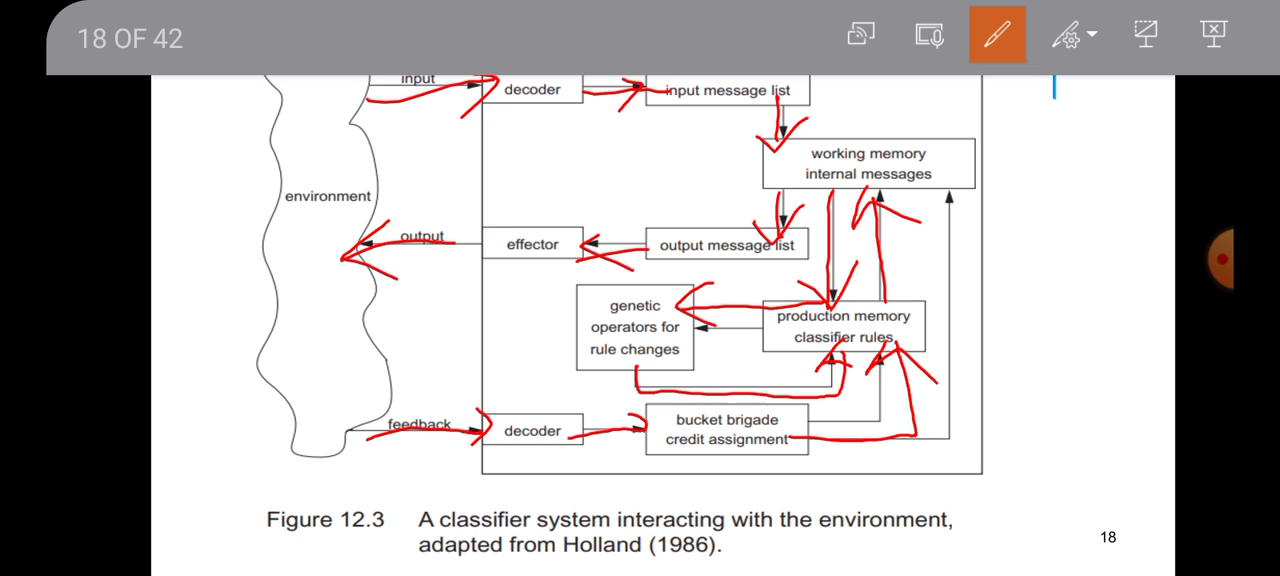 18 OF 42
input
decoder
input message list
working memory
internal messages
environment
output
effector
output message list
genetic
operators for
rule changes
production memory
classifier rules
feedback
decoder
bucket brigade
credit assignment
Figure 12.3 A classifier system interacting with the environment,
adapted from Holland (1986).
18